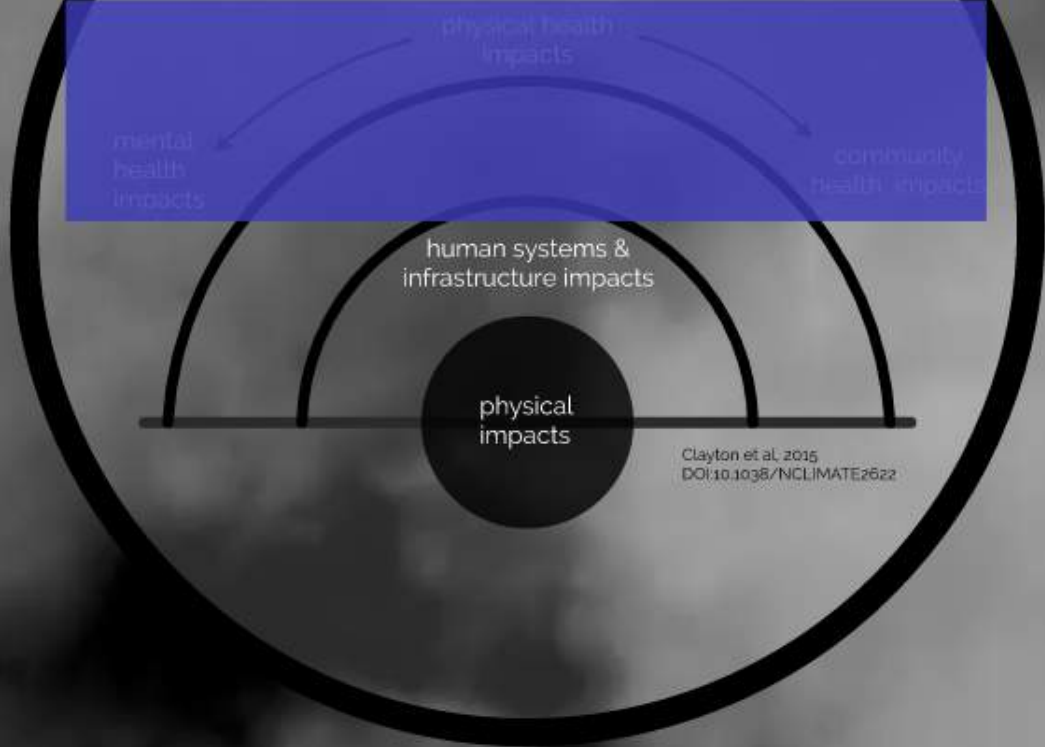 physical health
impacts
mental
health
impacts
community
health impacts
human systems &
infrastructure impacts
physical
impacts
Clayton et al, 2015
DOI:10.1038/NCLIMATE2622